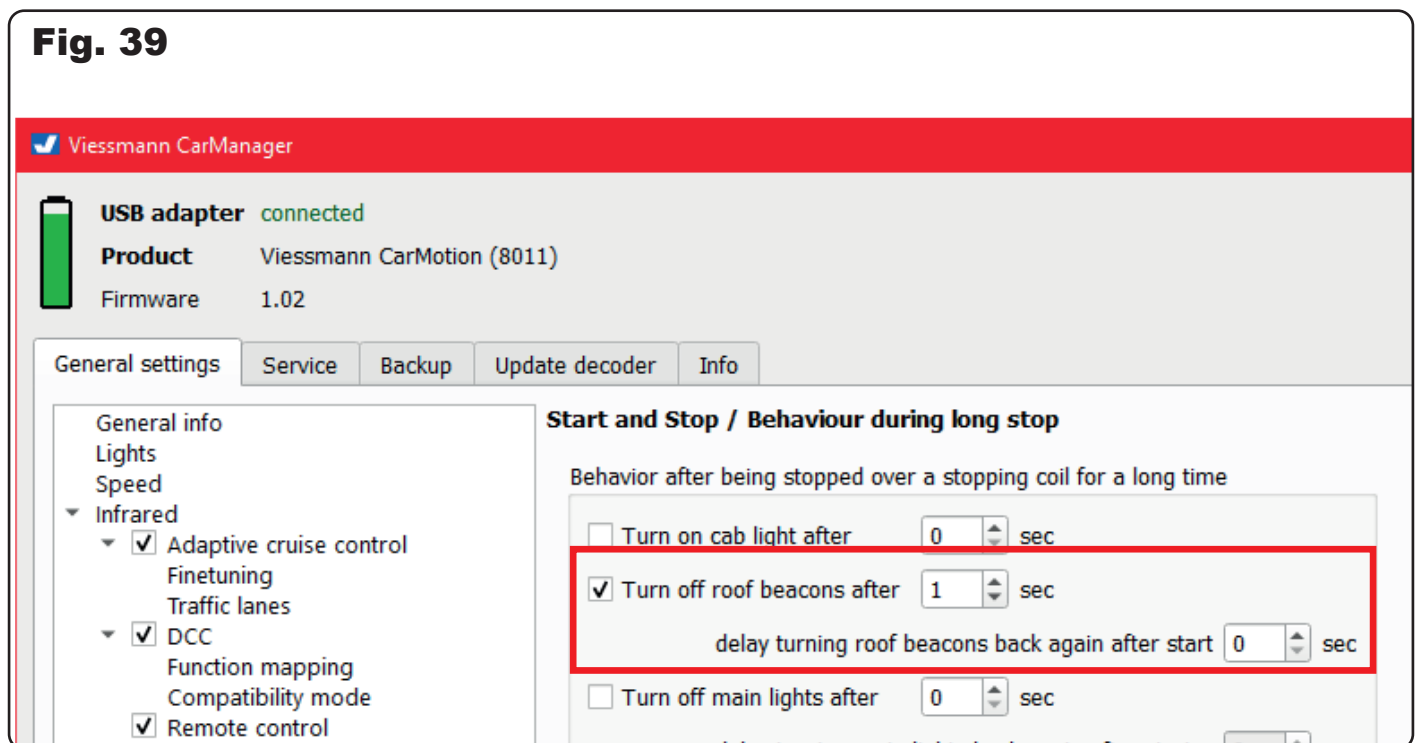 Fig. 39
Viessmann CarManager
USB adapter connected
Product Viessmann CarMotion (8011)
Firmware 1.02
General settings Service Backup Update decoder Info
General info
Lights
Speed
Infrared
Adaptive cruise control
Finetuning
Traffic lanes
DCC
Function mapping
Compatibility mode
Remote control
Start and Stop / Behaviour during long stop
Behavior after being stopped over a stopping coil for a long time
Turn on cab light after 0 sec
Turn off roof beacons after 1 sec
delay turning roof beacons back again after start 0 sec
Turn off main lights after 0 sec